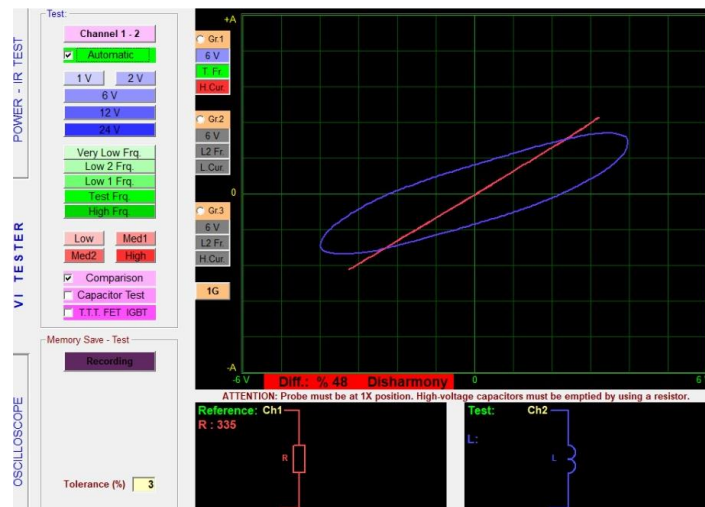 Test:
Channel 1 - 2
Automatic
1 V 2 V
6 V
12 V
24 V
Very Low Frq.
Low 2 Frq.
Low 1 Frq.
Test Frq.
High Frq.
Low Med1
Med2 High
Comparison
Capacitor Test
T.T.T. FET IGBT
Memory Save - Test
Recording
Tolerance (%) 3
POWER - IR TEST
VI TESTER
OSCILLOSCOPE
Gr.1
6 V
T. Fr.
H.Cur.
Gr.2
6 V
L2 Fr.
L.Cur.
Gr.3
6 V
L2 Fr.
H.Cur.
1G
+A
0
-A
-6 V Diff.: % 48 Disharmony 0 6
ATTENTION: Probe must be at 1X position. High-voltage capacitors must be emptied by using a resistor.
Reference: Ch1
R : 335
R
Test: Ch2
L:
L